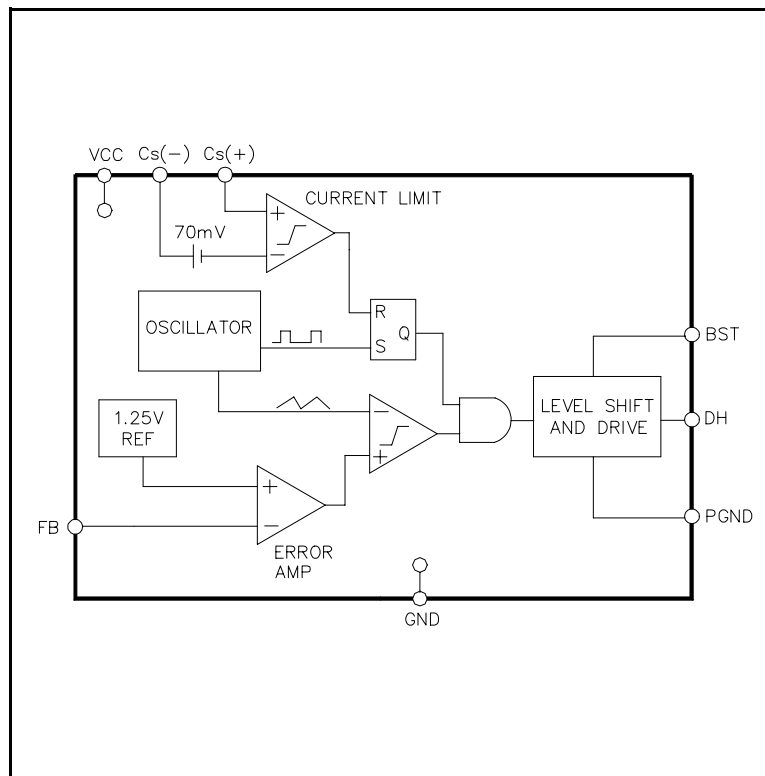 VCC
Cs(-)
Cs(+)
CURRENT LIMIT
+
70mV
-
OSCILLATOR
R
Q
S
BST
1.25V
REF
-
+
LEVEL SHIFT
AND DRIVE
DH
+
-
FB
PGND
ERROR
AMP
GND